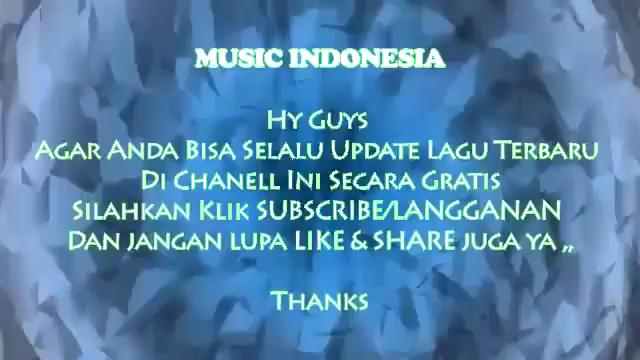 MUSIC INDONESIA
Hy Guys
Agar Anda Bisa Selalu Update Lagu Terbaru
Di Chanell Ini Secara Gratis
Silahkan Klik SUBSCRIBE/LANGGANAN
Dan jangan lupa LIKE & SHARE juga ya ,,
Thanks